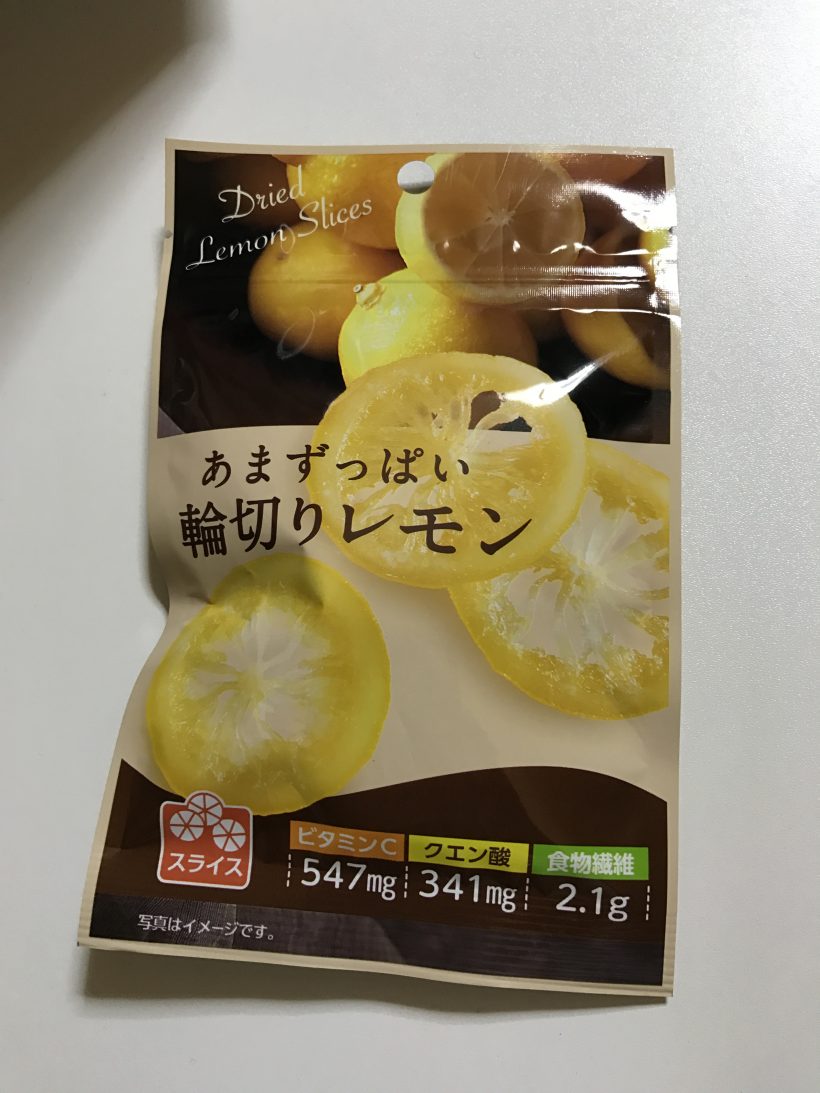 Dried
Lemon Slices
あまずっぱい
輪切りレモン
スライス
ビタミンC
547mg
クエン酸
341mg
食物繊維
2.1g
写真はイメージです。